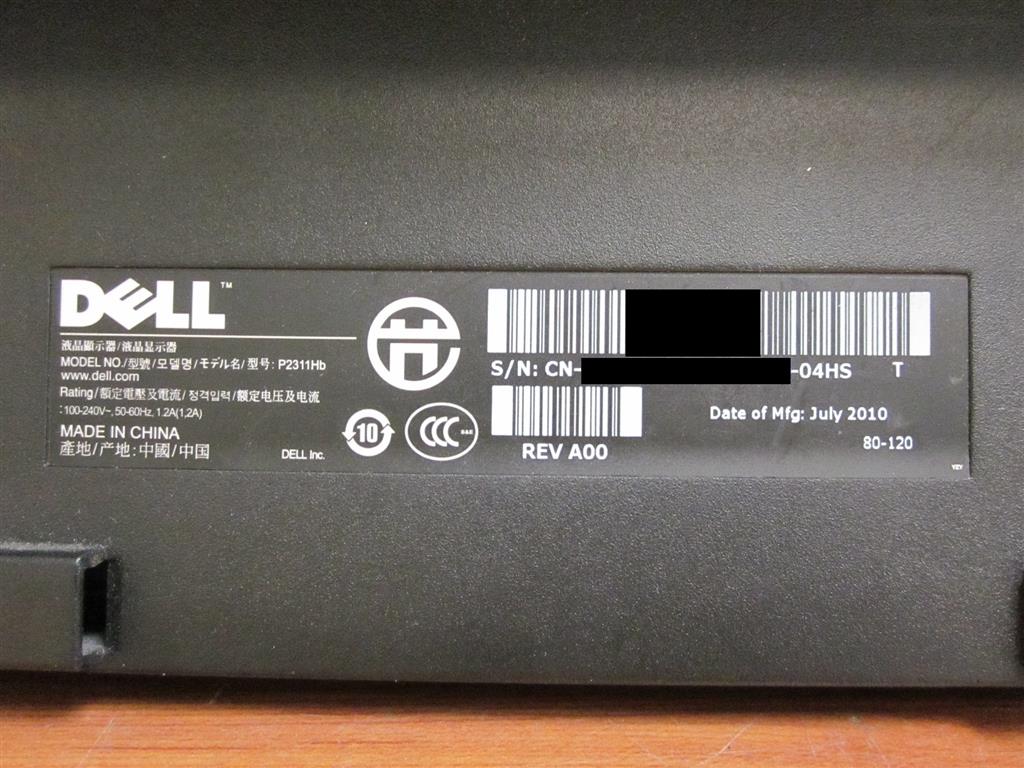 DELL™
液晶顯示器/液晶显示器
MODEL NO./型號/모델명/モデル名/型号: P2311Hb
www.dell.com
Rating/額定電壓及電流/정격입력/额定电压及电流
:100-240V~,50-60Hz, 1.2A(1,2A)
MADE IN CHINA
產地/产地:中國/中国
DELL Inc.
10
CCC
S&E
S/N: CN-
-04HS T
REV A00
Date of Mfg: July 2010
80-120